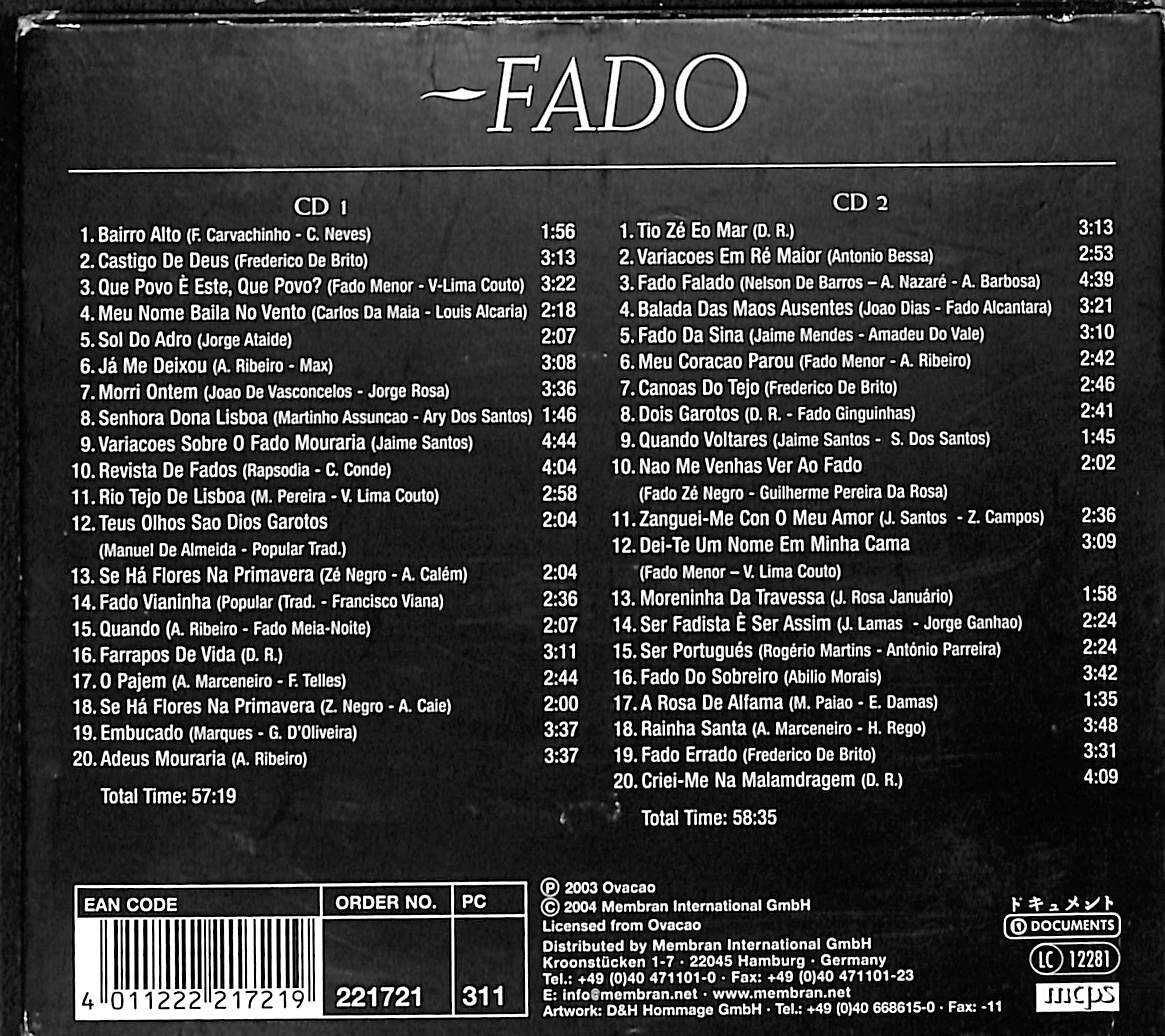 FADO
CD 1
1. Bairro Alto (F. Carvachinho - C. Neves) 1:56
2. Castigo De Deus (Frederico De Brito) 3:13
3. Que Povo È Este, Que Povo? (Fado Menor - V-Lima Couto) 3:22
4. Meu Nome Baila No Vento (Carlos Da Maia - Louis Alcaria) 2:18
5. Sol Do Adro (Jorge Ataide) 2:07
6. Já Me Deixou (A. Ribeiro - Max) 3:08
7. Morri Ontem (Joao De Vasconcelos - Jorge Rosa) 3:36
8. Senhora Dona Lisboa (Martinho Assuncao - Ary Dos Santos) 1:46
9. Variacoes Sobre O Fado Mouraria (Jaime Santos) 4:44
10. Revista De Fados (Rapsodia - C. Conde) 4:04
11. Rio Tejo De Lisboa (M. Pereira - V. Lima Couto) 2:58
12. Teus Olhos Sao Dios Garotos 2:04
(Manuel De Almeida - Popular Trad.)
13. Se Há Flores Na Primavera (Zé Negro - A. Calém) 2:04
14. Fado Vianinha (Popular (Trad. - Francisco Viana) 2:36
15. Quando (A. Ribeiro - Fado Meia-Noite) 2:07
16. Farrapos De Vida (D. R.) 3:11
17. O Pajem (A. Marceneiro - F. Telles) 2:44
18. Se Há Flores Na Primavera (Z. Negro - A. Caie) 2:00
19. Embucado (Marques - G. D'Oliveira) 3:37
20. Adeus Mouraria (A. Ribeiro) 3:37
Total Time: 57:19
CD 2
1. Tio Zé Eo Mar (D. R.) 3:13
2. Variacoes Em Ré Maior (Antonio Bessa) 2:53
3. Fado Falado (Nelson De Barros – A. Nazaré - A. Barbosa) 4:39
4. Balada Das Maos Ausentes (Joao Dias - Fado Alcantara) 3:21
5. Fado Da Sina (Jaime Mendes - Amadeu Do Vale) 3:10
6. Meu Coracao Parou (Fado Menor - A. Ribeiro) 2:42
7. Canoas Do Tejo (Frederico De Brito) 2:46
8. Dois Garotos (D. R. - Fado Ginguinhas) 2:41
9. Quando Voltares (Jaime Santos - S. Dos Santos) 1:45
10. Nao Me Venhas Ver Ao Fado 2:02
(Fado Zé Negro - Guilherme Pereira Da Rosa)
11. Zanguei-Me Con O Meu Amor (J. Santos - Z. Campos) 2:36
12. Dei-Te Um Nome Em Minha Cama 3:09
(Fado Menor – V. Lima Couto)
13. Moreninha Da Travessa (J. Rosa Januário) 1:58
14. Ser Fadista È Ser Assim (J. Lamas - Jorge Ganhao) 2:24
15. Ser Portugués (Rogério Martins - António Parreira) 2:24
16. Fado Do Sobreiro (Abilio Morais) 3:42
17. A Rosa De Alfama (M. Paiao - E. Damas) 1:35
18. Rainha Santa (A. Marceneiro - H. Rego) 3:48
19. Fado Errado (Frederico De Brito) 3:31
20. Criei-Me Na Malamdragem (D. R.) 4:09
Total Time: 58:35
EAN CODE
4 011222 217219
ORDER NO.
221721
PC
311
℗ 2003 Ovacao
© 2004 Membran International GmbH
Licensed from Ovacao
Distributed by Membran International GmbH
Kroonstücken 1-7 · 22045 Hamburg · Germany
Tel.: +49 (0)40 471101-0 · Fax: +49 (0)40 471101-23
E: info@membran.net · www.membran.net
Artwork: D&H Hommage GmbH · Tel.: +49 (0)40 668615-0 · Fax: -11
ドキュメント
DOCUMENTS
LC 12281
mcps